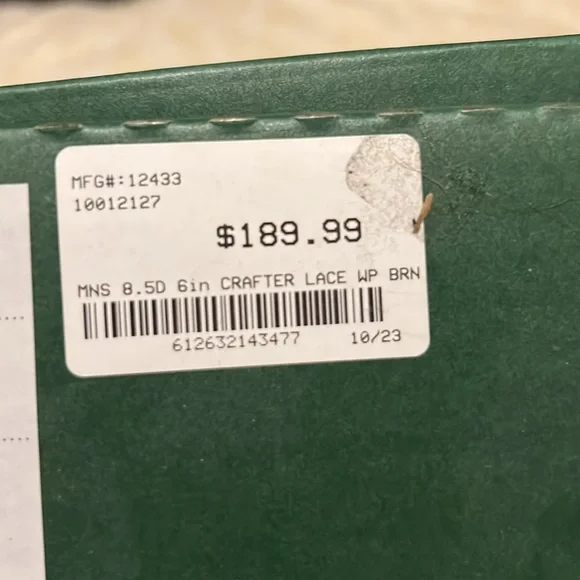 MFG#:12433
10012127
$189.99
MNS 8.5D 6in CRAFTER LACE WP BRN
612632143477 10/23